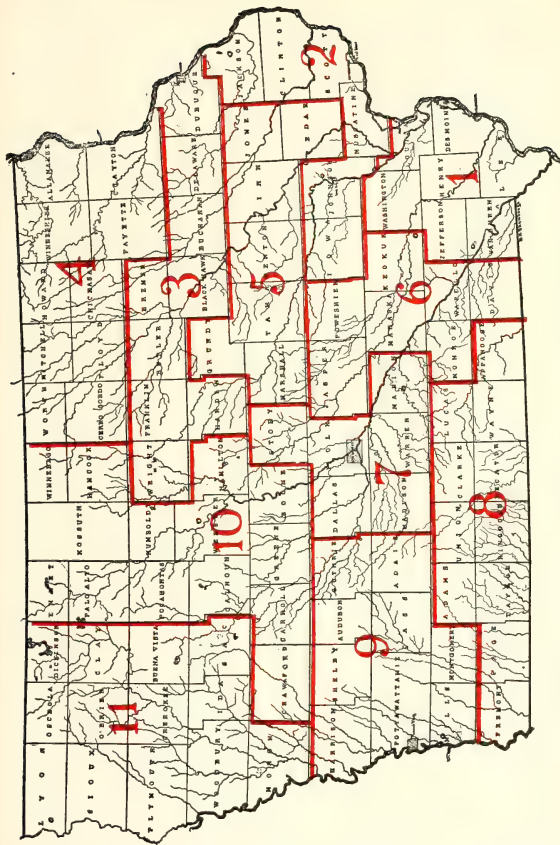 LYON
OSCEOLA
DICKINSON
EMMET
WINNEBAGO
WORTH
MITCHELL
HOWARD
WINNESHIEK
ALLAMAKEE
4
SIOUX
O'BRIEN
CLAY
PALO ALTO
KOSSUTH
HANCOCK
CERRO GORDO
FLOYD
CHICKASAW
FAYETTE
CLAYTON
11
PLYMOUTH
CHEROKEE
BUENA VISTA
POCAHONTAS
HUMBOLDT
WRIGHT
FRANKLIN
BUTLER
BREMER
3
WOODBURY
IDA
SAC
CALHOUN
WEBSTER
HAMILTON
HARDIN
GRUNDY
BLACK HAWK
BUCHANAN
DELAWARE
DUBUQUE
10
MONONA
CRAWFORD
CARROLL
GREENE
BOONE
STORY
MARSHALL
TAMA
BENTON
LINN
JONES
JACKSON
5
CLINTON
2
HARRISON
SHELBY
AUDUBON
GUTHRIE
DALLAS
POLK
JASPER
POWESHIEK
IOWA
JOHNSON
CEDAR
SCOTT
MUSCATINE
9
POTTAWATTAMIE
CASS
ADAIR
MADISON
WARREN
MARION
MAHASKA
KEOKUK
WASHINGTON
7
6
MILLS
MONTGOMERY
ADAMS
UNION
CLARKE
LUCAS
MONROE
WAPELLO
JEFFERSON
HENRY
DESMOINE
1
8
FREMONT
PAGE
TAYLOR
RINGGOLD
DECATUR
WAYNE
APPANOOSE
DAVIS
VAN BUREN
LEE